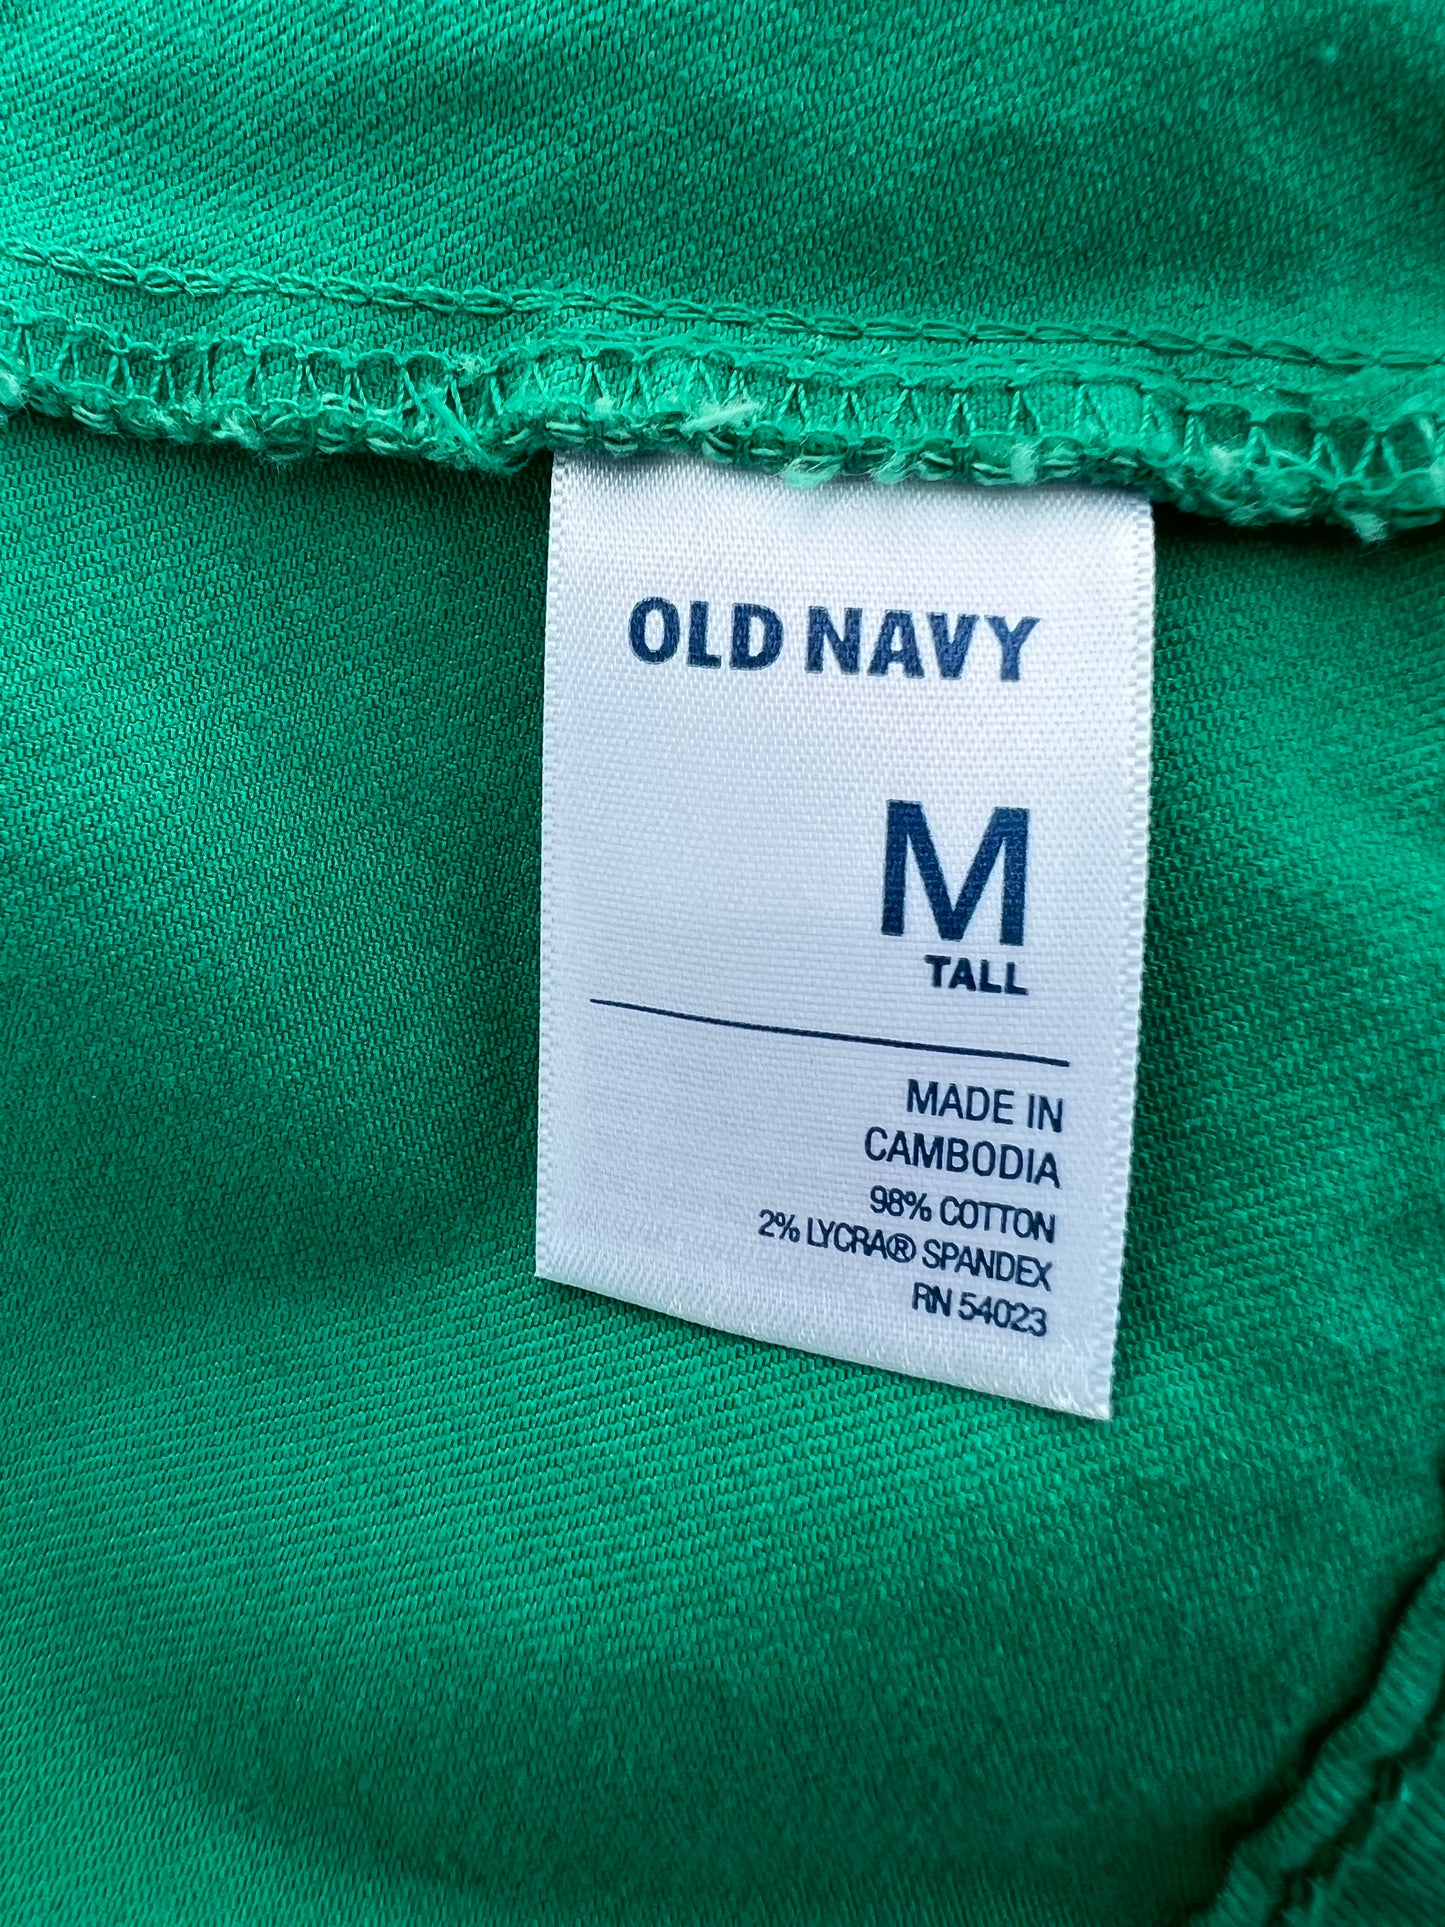 OLD NAVY
M
TALL
MADE IN
CAMBODIA
98% COTTON
2% LYCRA® SPANDEX
RN 54023